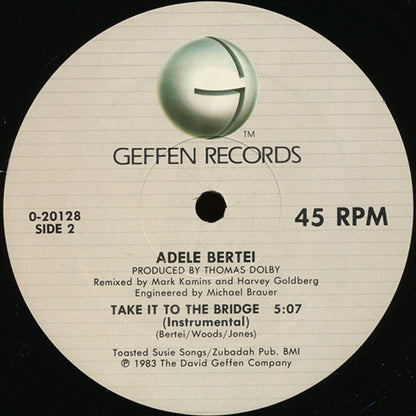 G
TM
GEFFEN RECORDS
0-20128
SIDE 2
45 RPM
ADELE BERTEI
PRODUCED BY THOMAS DOLBY
Remixed by Mark Kamins and Harvey Goldberg
Engineered by Michael Brauer
TAKE IT TO THE BRIDGE 5:07
(Instrumental)
(Bertei/Woods/Jones)
Toasted Susie Songs/Zubadah Pub. BMI
℗ 1983 The David Geffen Company